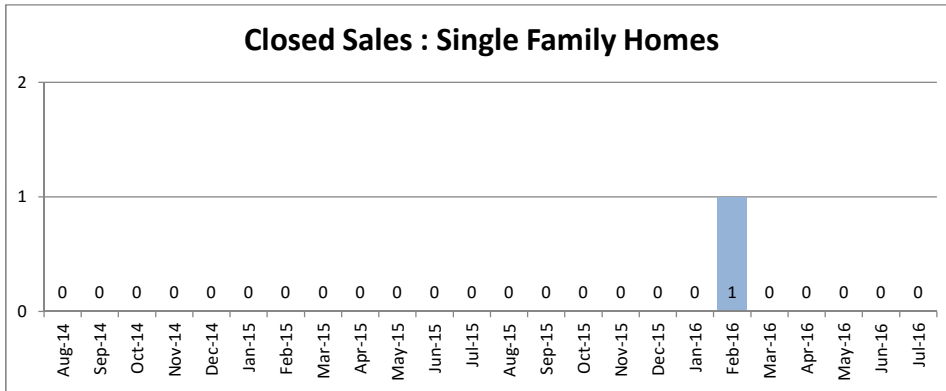 Closed Sales : Single Family Homes
2
1
0
0 0 0 0 0 0 0 0 0 0 0 0 0 0 0 0 0 0 1 0 0 0 0 0
Aug-14 Sep-14 Oct-14 Nov-14 Dec-14 Jan-15 Feb-15 Mar-15 Apr-15 May-15 Jun-15 Jul-15 Aug-15 Sep-15 Oct-15 Nov-15 Dec-15 Jan-16 Feb-16 Mar-16 Apr-16 May-16 Jun-16 Jul-16